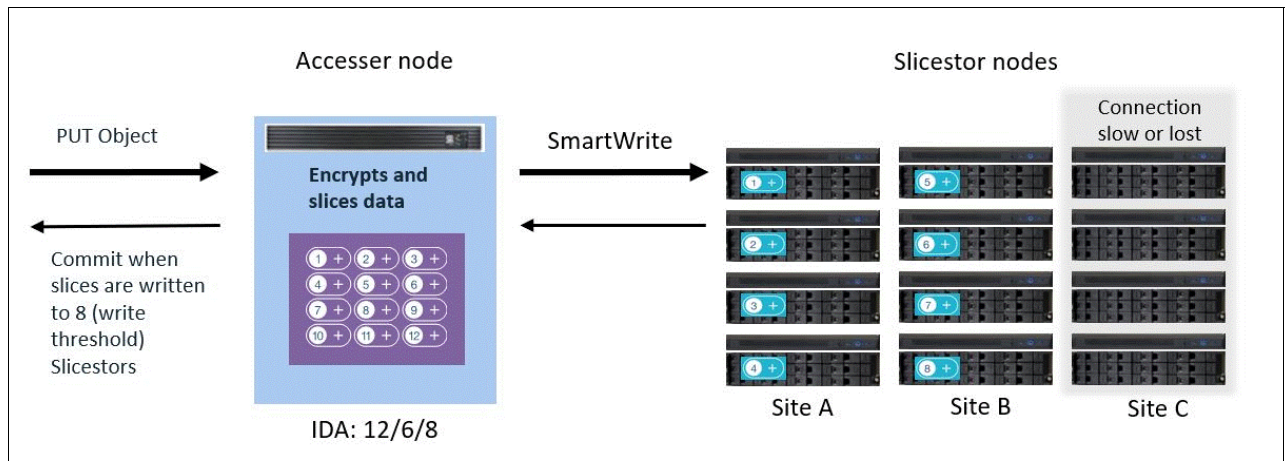 Accesser node
Slicestor nodes
PUT Object
Commit when
slices are written
to 8 (write
threshold)
Slicestors
Encrypts and
slices data
1 + 2 + 3 +
4 + 5 + 6 +
7 + 8 + 9 +
10 + 11 + 12 +
IDA: 12/6/8
SmartWrite
Connection
slow or lost
1 +
5 +
2 +
6 +
3 +
7 +
4 +
8 +
Site A
Site B
Site C